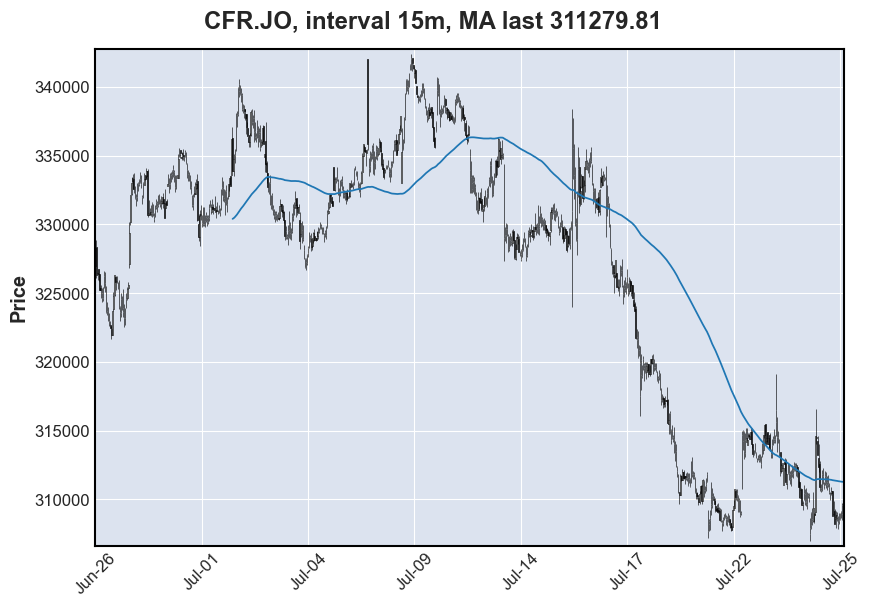 CFR.JO, interval 15m, MA last 311279.81
340000
335000
330000
325000
320000
315000
310000
Price
Jun-26
Jul-01
Jul-04
Jul-09
Jul-14
Jul-17
Jul-22
Jul-25